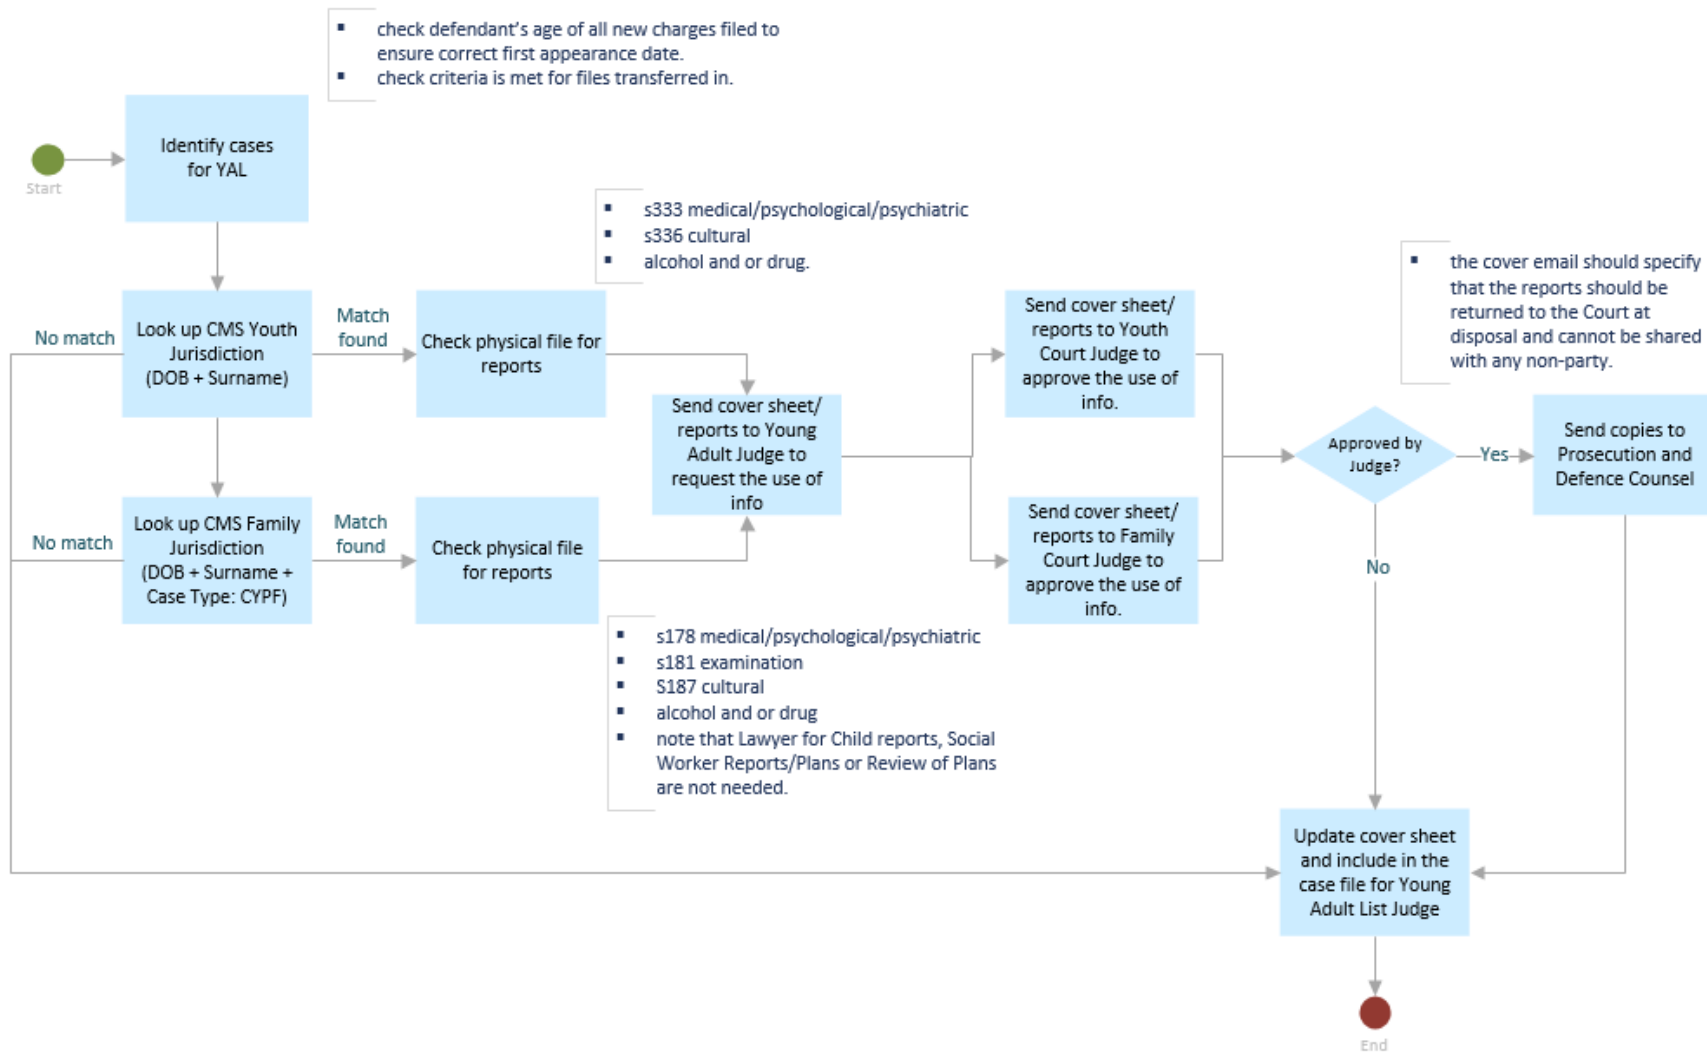 ▪ check defendant's age of all new charges filed to
ensure correct first appearance date.
▪ check criteria is met for files transferred in.
Start
Identify cases
for YAL
▪ s333 medical/psychological/psychiatric
▪ s336 cultural
▪ alcohol and or drug.
▪ the cover email should specify
that the reports should be
returned to the Court at
disposal and cannot be shared
with any non-party.
No match
Look up CMS Youth
Jurisdiction
(DOB + Surname)
Match
found
Check physical file for
reports
Send cover sheet/
reports to Young
Adult Judge to
request the use of
info
Send cover sheet/
reports to Youth
Court Judge to
approve the use of
info.
Approved by
Judge?
Yes
Send copies to
Prosecution and
Defence Counsel
No match
Look up CMS Family
Jurisdiction
(DOB + Surname +
Case Type: CYPF)
Match
found
Check physical file
for reports
Send cover sheet/
reports to Family
Court Judge to
approve the use of
info.
No
▪ s178 medical/psychological/psychiatric
▪ s181 examination
▪ S187 cultural
▪ alcohol and or drug
▪ note that Lawyer for Child reports, Social
Worker Reports/Plans or Review of Plans
are not needed.
Update cover sheet
and include in the
case file for Young
Adult List Judge
End